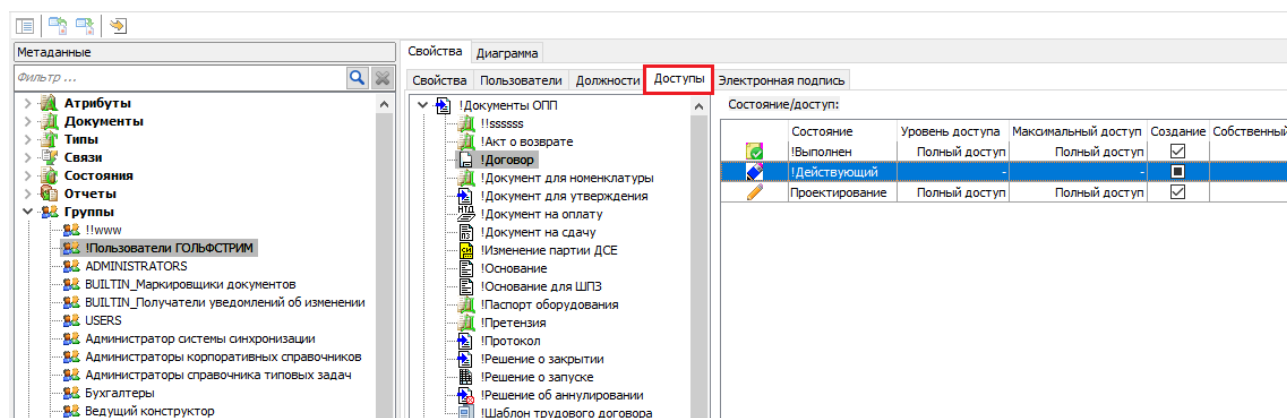 Метаданные
Фильтр ...
Атрибуты
Документы
Типы
Связи
Состояния
Отчеты
Группы
!!www
!Пользователи ГОЛЬФСТРИМ
ADMINISTRATORS
BUILTIN_Маркировщики документов
BUILTIN_Получатели уведомлений об изменении
USERS
Администратор системы синхронизации
Администраторы корпоративных справочников
Администраторы справочника типовых задач
Бухгалтеры
Ведущий конструктор
Свойства Диаграмма
Свойства Пользователи Должности Доступы Электронная подпись
!Документы ОПП
!!ssssss
!Акт о возврате
!Договор
!Документ для номенклатуры
!Документ для утверждения
!Документ на оплату
!Документ на сдачу
!Изменение партии ДСЕ
!Основание
!Основание для ШПЗ
!Паспорт оборудования
!Претензия
!Протокол
!Решение о закрытии
!Решение о запуске
!Решение об аннулировании
!Шаблон трудового договора
Состояние/доступ:
Состояние Уровень доступа Максимальный доступ Создание Собственный
!Выполнен Полный доступ Полный доступ
!Действующий - -
Проектирование Полный доступ Полный доступ